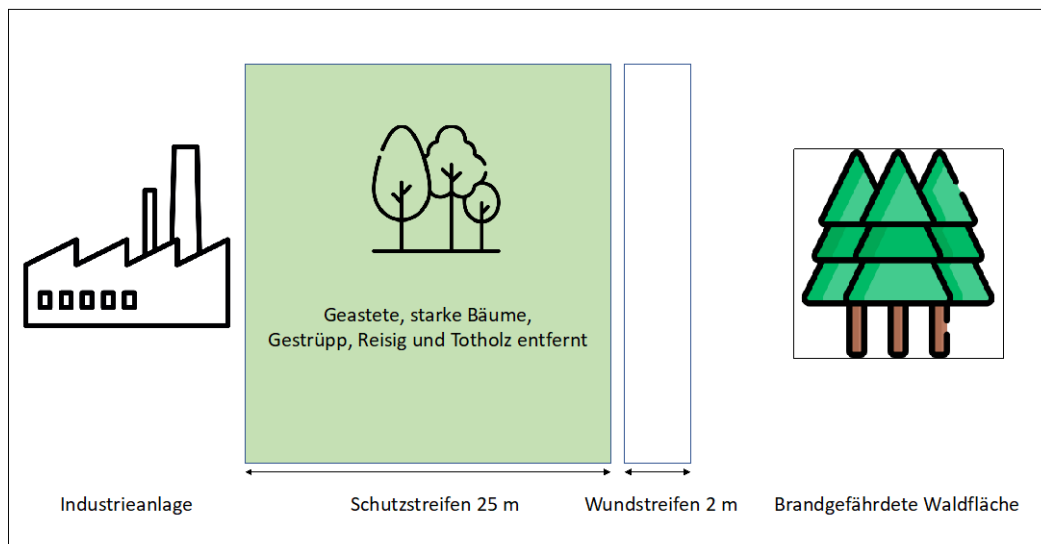 Geastete, starke Bäume,
Gestrüpp, Reisig und Totholz entfernt
Industrieanlage
Schutzstreifen 25 m
Wundstreifen 2 m
Brandgefährdete Waldfläche